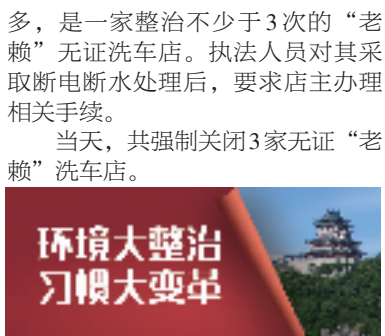 多，是一家整治不少于3次的“老
赖”无证洗车店。执法人员对其采
取断电断水处理后，要求店主办理
相关手续。
当天，共强制关闭3家无证“老
赖”洗车店。
环境大整治
习惯大变革